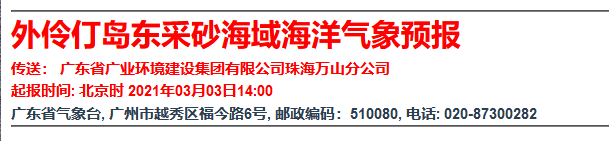 外伶仃岛东采砂海域海洋气象预报
传送： 广东省广业环境建设集团有限公司珠海万山分公司
起报时间: 北京时 2021年03月03日14:00
广东省气象台, 广州市越秀区福今路6号, 邮政编码：510080, 电话: 020-87300282